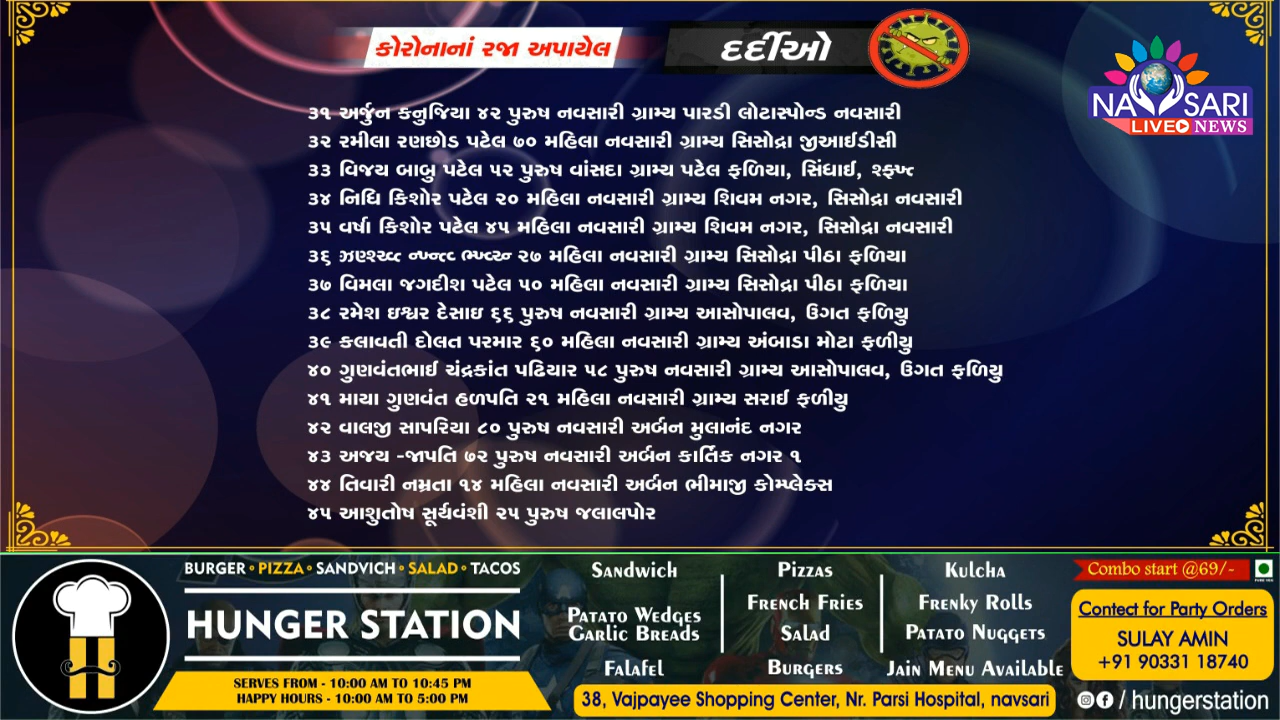 કોરોનાનાં રજા અપાયેલ દર્દીઓ
NAVSARI
LIVE NEWS
૩૧ અર્જુન કનુજિયા ૪૨ પુરુષ નવસારી ગ્રામ્ય પારડી લોટાસ્પોન્ડ નવસારી
૩૨ રમીલા રણછોડ પટેલ ૭૦ મહિલા નવસારી ગ્રામ્ય સિસોદ્રા જીઆઈડીસી
૩૩ વિજય બાબુ પટેલ ૫૨ પુરુષ વાંસદા ગ્રામ્ય પટેલ ફળિયા, સિંધાઈ,
૩૪ નિધિ કિશોર પટેલ ૨૦ મહિલા નવસારી ગ્રામ્ય શિવમ નગર, સિસોદ્રા નવસારી
૩૫ વર્ષા કિશોર પટેલ ૪૫ મહિલા નવસારી ગ્રામ્ય શિવમ નગર, સિસોદ્રા નવસારી
૩૬ ૨૭ મહિલા નવસારી ગ્રામ્ય સિસોદ્રા પીઠા ફળિયા
૩૭ વિમલા જગદીશ પટેલ ૫૦ મહિલા નવસારી ગ્રામ્ય સિસોદ્રા પીઠા ફળિયા
૩૮ રમેશ ઇશ્વર દેસાઇ ૬૬ પુરુષ નવસારી ગ્રામ્ય આસોપાલવ, ઉગત ફળિયુ
૩૯ કલાવતી દોલત પરમાર ૬૦ મહિલા નવસારી ગ્રામ્ય અંબાડા મોટા ફળીયુ
૪૦ ગુણવંતભાઈ ચંદ્રકાંત પઢિયાર ૫૮ પુરુષ નવસારી ગ્રામ્ય આસોપાલવ, ઉગત ફળિયુ
૪૧ માયા ગુણવંત હળપતિ ૨૧ મહિલા નવસારી ગ્રામ્ય સરાઈ ફળીયુ
૪૨ વાલજી સાપરિયા ૮૦ પુરુષ નવસારી અર્બન મુલાનંદ નગર
૪૩ અજય -જાપતિ ૭૨ પુરુષ નવસારી અર્બન કાર્તિક નગર ૧
૪૪ તિવારી નમ્રતા ૧૪ મહિલા નવસારી અર્બન ભીમાજી કોમ્પ્લેક્સ
૪૫ આશુતોષ સૂર્યવંશી ૨૫ પુરુષ જલાલપોર
BURGER • PIZZA • SANDVICH • SALAD • TACOS
HUNGER STATION
SERVES FROM - 10:00 AM TO 10:45 PM
HAPPY HOURS - 10:00 AM TO 5:00 PM
SANDWICH
PATATO WEDGES
GARLIC BREADS
FALAFEL
PIZZAS
FRENCH FRIES
SALAD
BURGERS
KULCHA
FRENKY ROLLS
PATATO NUGGETS
JAIN MENU AVAILABLE
38, Vajpayee Shopping Center, Nr. Parsi Hospital, navsari
Combo start @69/-
PURE VEG
Contect for Party Orders
SULAY AMIN
+91 90331 18740
/ hungerstation